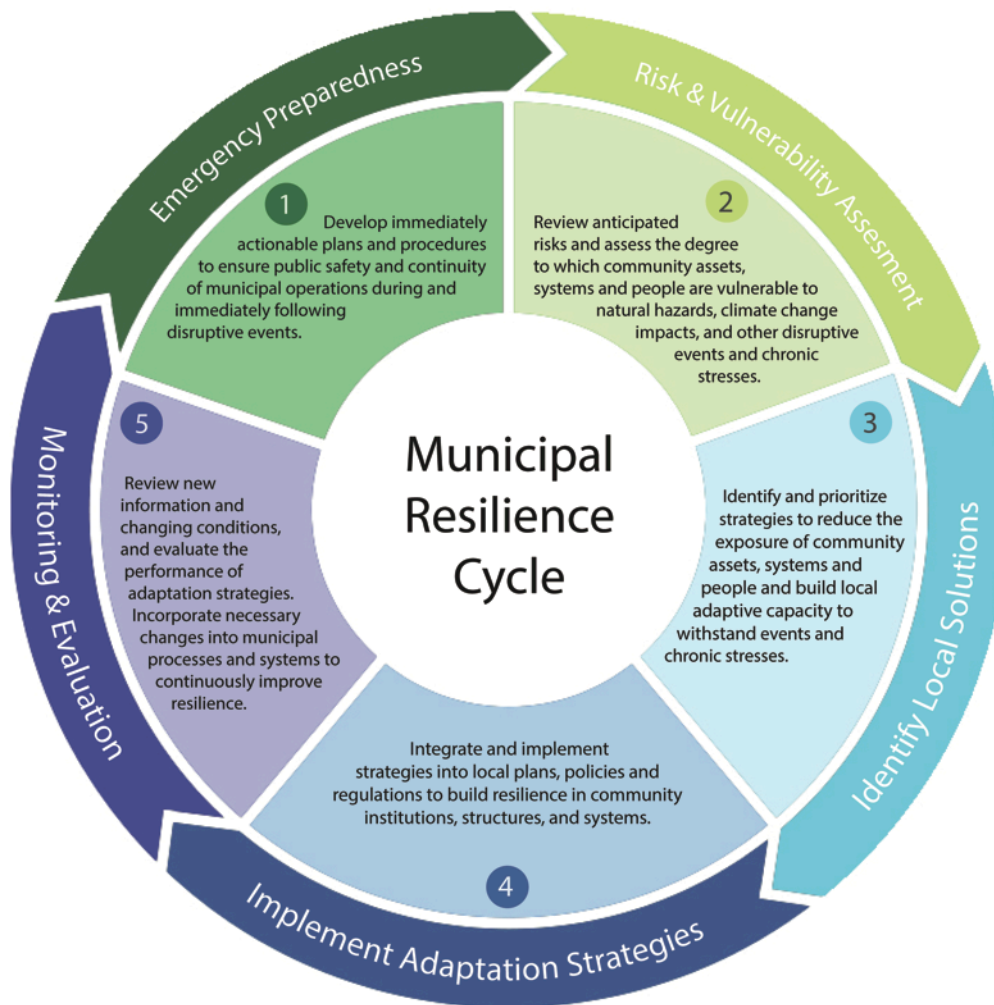 Municipal
Resilience
Cycle
Emergency Preparedness
1
Develop immediately
actionable plans and procedures
to ensure public safety and continuity
of municipal operations during and
immediately following
disruptive events.
Risk & Vulnerability Assesment
2
Review anticipated
risks and assess the degree
to which community assets,
systems and people are vulnerable to
natural hazards, climate change
impacts, and other disruptive
events and chronic
stresses.
Identify Local Solutions
3
Identify and prioritize
strategies to reduce the
exposure of community
assets, systems and
people and build local
adaptive capacity to
withstand events and
chronic stresses.
Implement Adaptation Strategies
4
Integrate and implement
strategies into local plans, policies and
regulations to build resilience in community
institutions, structures, and systems.
Monitoring & Evaluation
5
Review new
information and
changing conditions,
and evaluate the
performance of
adaptation strategies.
Incorporate necessary
changes into municipal
processes and systems to
continuously improve
resilience.